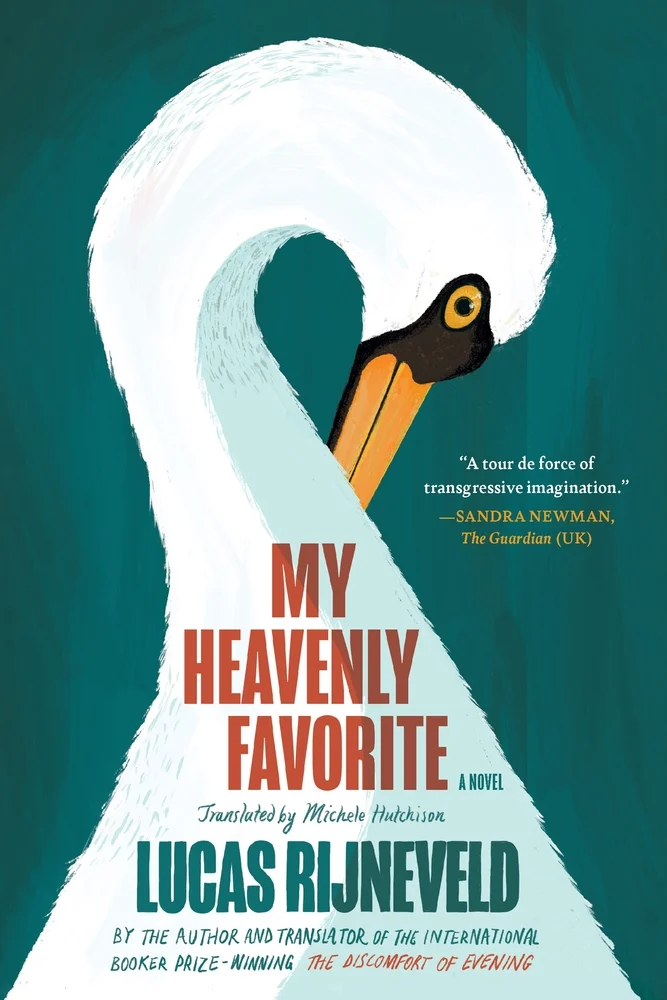 “A tour de force of
transgressive imagination.”
—SANDRA NEWMAN,
The Guardian (UK)
MY
HEAVENLY
FAVORITE A NOVEL
Translated by Michele Hutchison
LUCAS RIJNEVELD
BY THE AUTHOR AND TRANSLATOR OF THE INTERNATIONAL
BOOKER PRIZE-WINNING THE DISCOMFORT OF EVENING